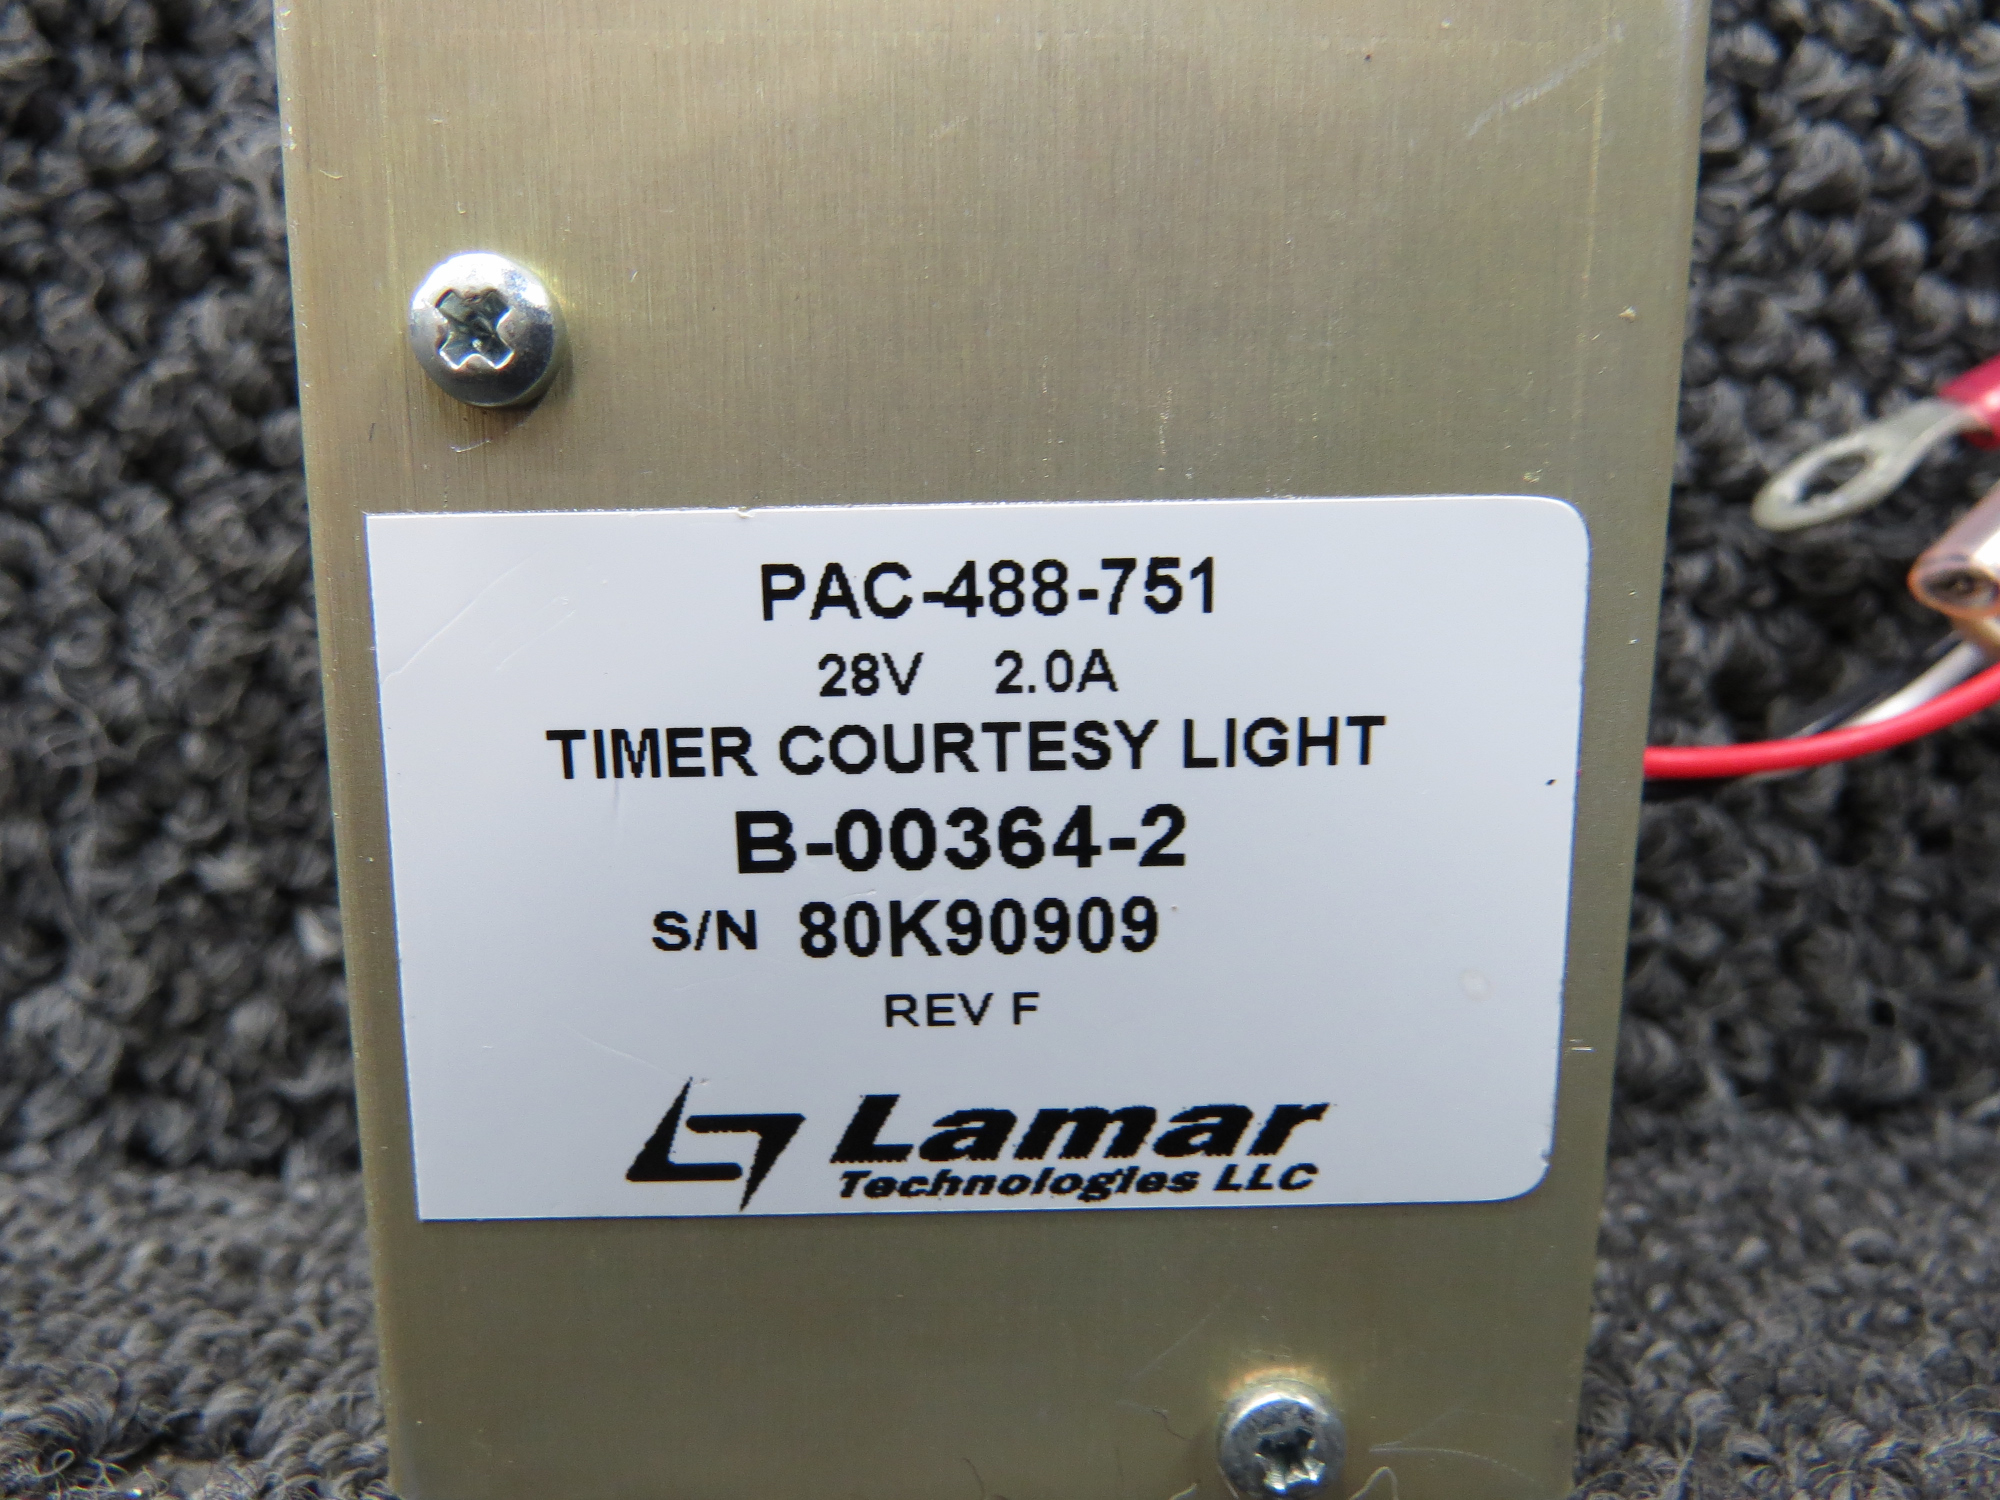 PAC-488-751
28V 2.0A
TIMER COURTESY LIGHT
B-00364-2
S/N 80K90909
REV F
Lamar
Technologies LLC